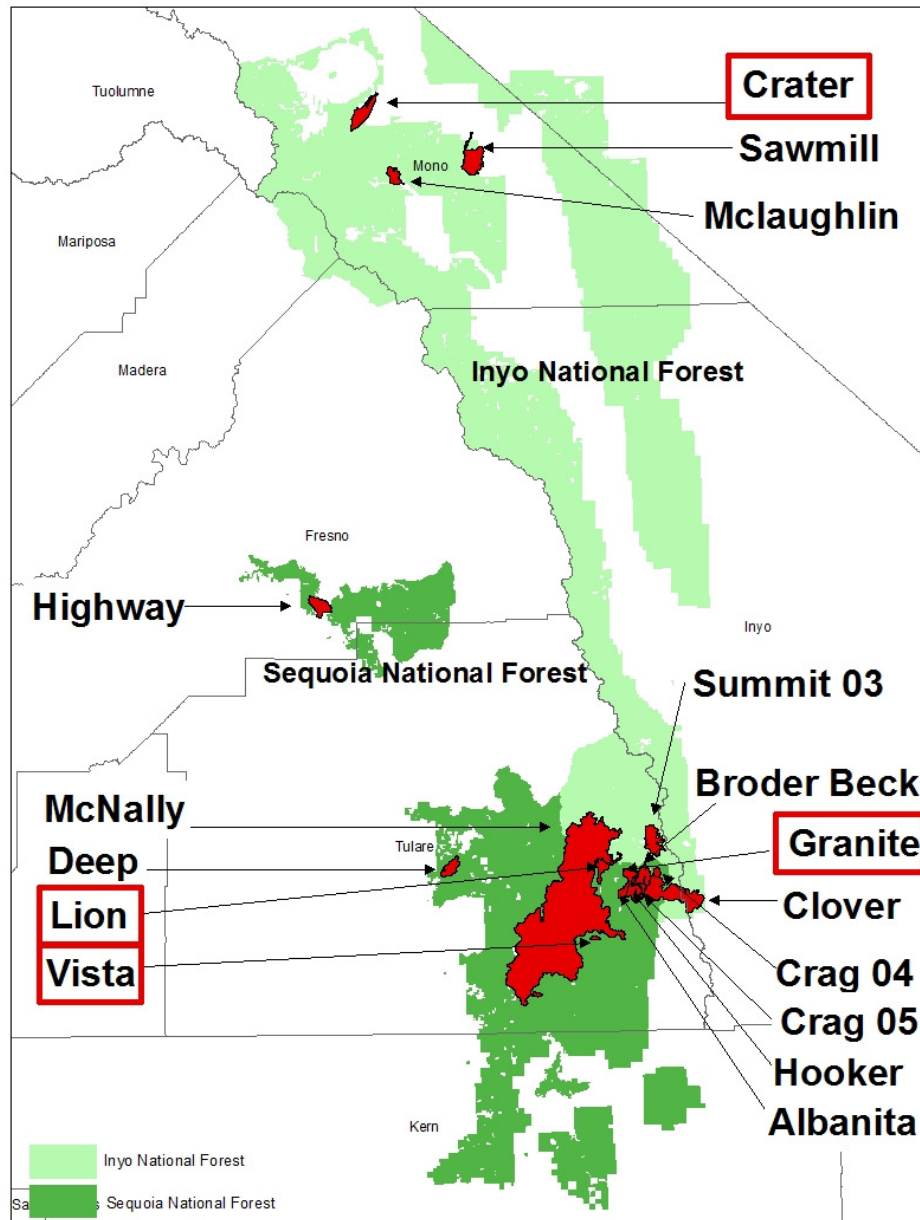 Tuolumne
Crater
Sawmill
Mono
Mclaughlin
Mariposa
Madera
Inyo National Forest
Fresno
Highway
Inyo
Sequoia National Forest
Summit 03
Broder Beck
McNally
Granite
Tulare
Deep
Lion
Clover
Vista
Crag 04
Crag 05
Hooker
Albanita
Kern
Inyo National Forest
Sequoia National Forest